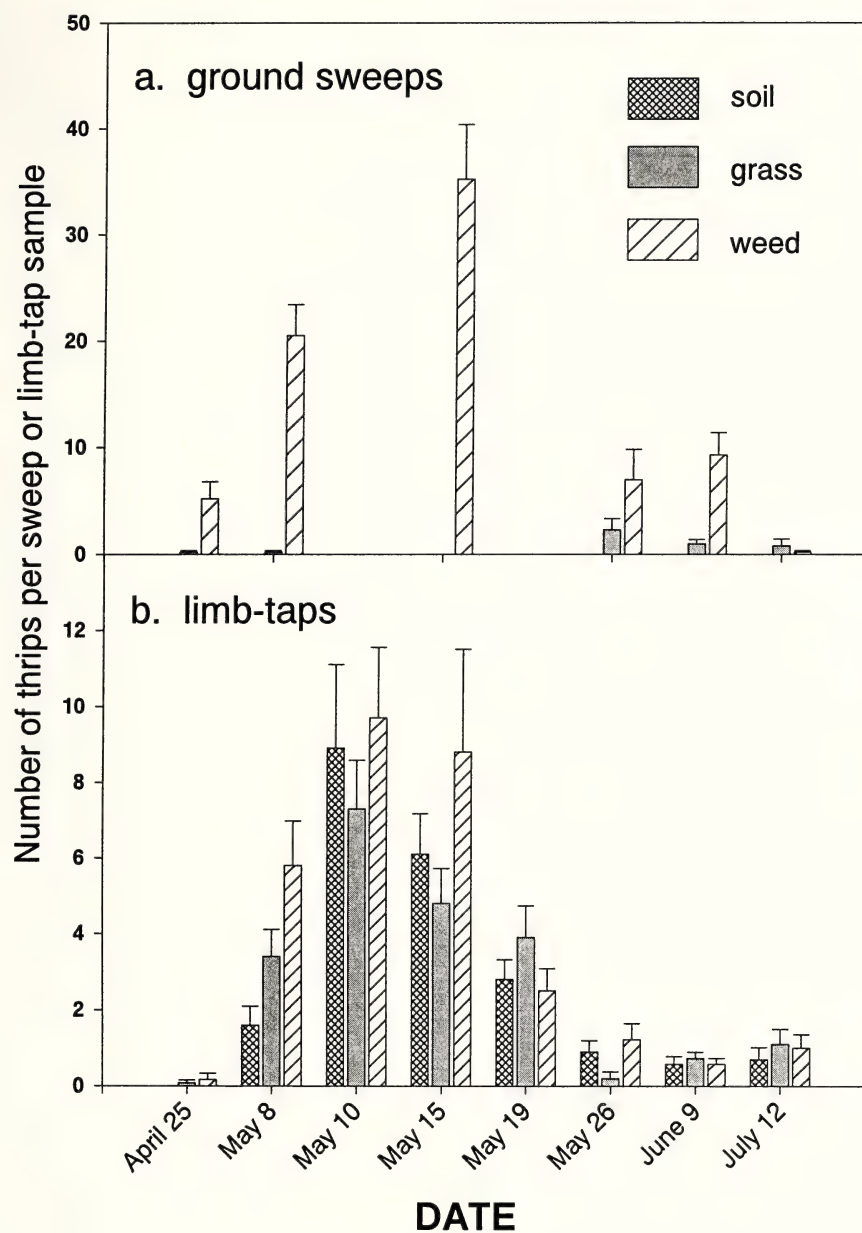 Number of thrips per sweep or limb-tap sample
50
40
30
20
10
0
a. ground sweeps
soil
grass
weed
b. limb-taps
12
10
8
6
4
2
0
April 25
May 8
May 10
May 15
May 19
May 26
June 9
July 12
DATE